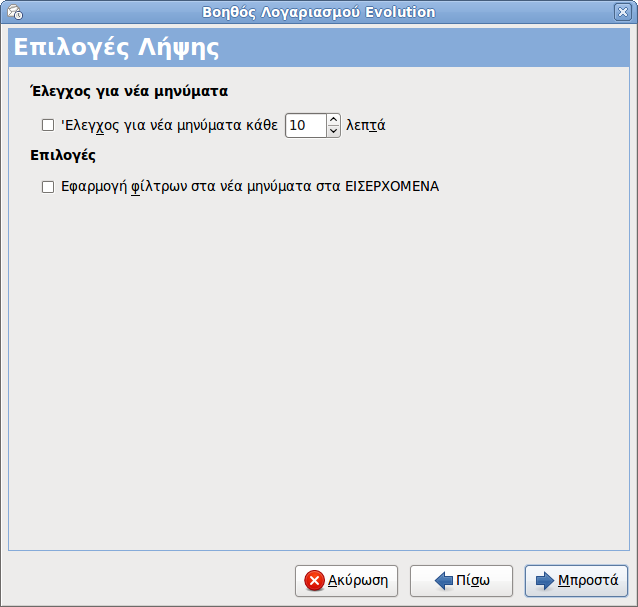 Βοηθός Λογαριασμού Evolution
Επιλογές Λήψης
Έλεγχος για νέα μηνύματα
'Ελεγχος για νέα μηνύματα κάθε 10 λεπτά
Επιλογές
Εφαρμογή φίλτρων στα νέα μηνύματα στα ΕΙΣΕΡΧΟΜΕΝΑ
Ακύρωση Πίσω Μπροστά